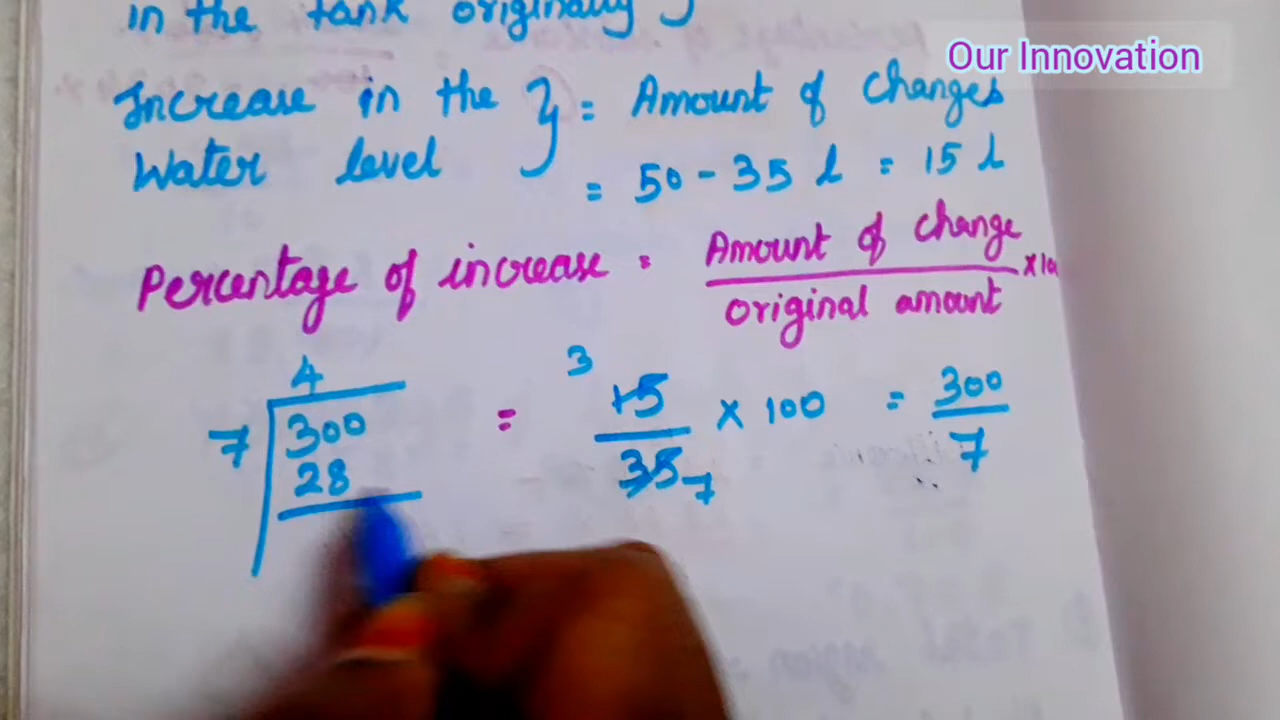 in the tank originally }
Our Innovation
Increase in the } = Amount of changes
Water level
= 50 - 35 l = 15 l
Percentage of increase = Amount of change
original amount × 100
= 3 15 / 35 7 × 100 = 300 / 7
4
7 300
28